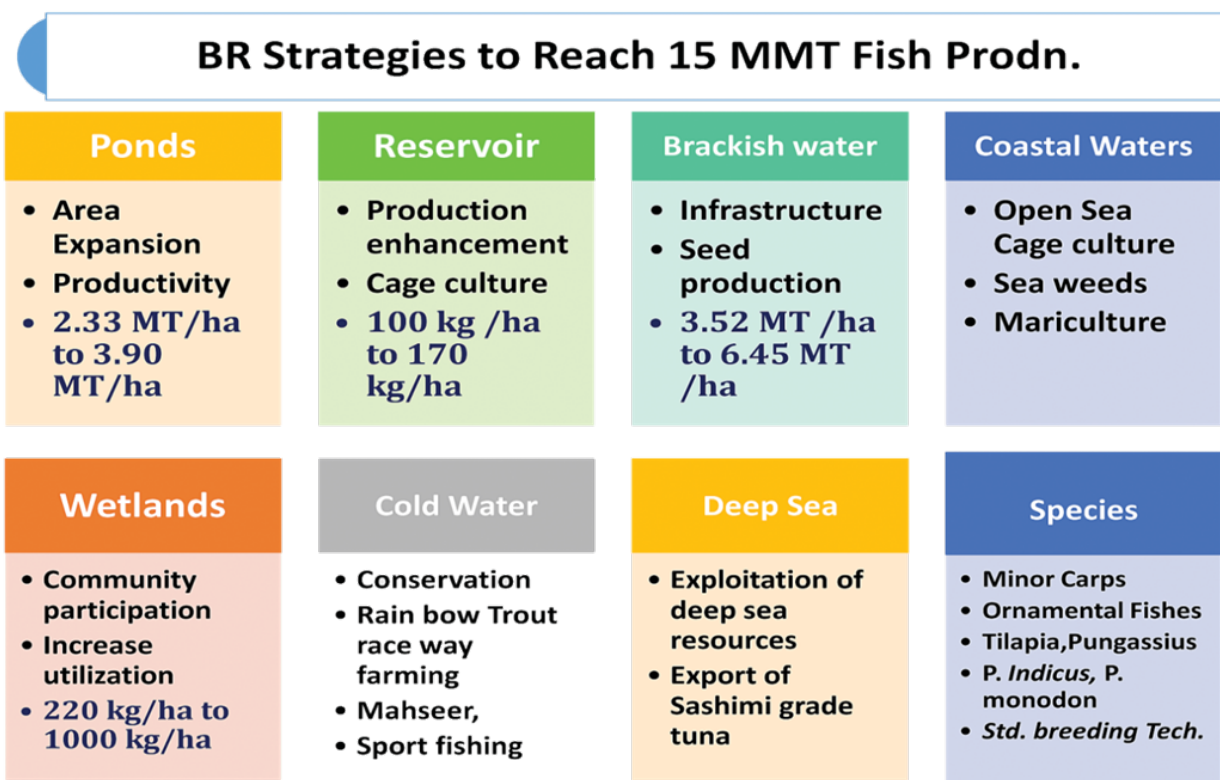 BR Strategies to Reach 15 MMT Fish Prodn.
Ponds
• Area
Expansion
• Productivity
• 2.33 MT/ha
to 3.90
MT/ha
Reservoir
• Production
enhancement
• Cage culture
• 100 kg /ha
to 170
kg/ha
Brackish water
• Infrastructure
• Seed
production
• 3.52 MT /ha
to 6.45 MT
/ha
Coastal Waters
• Open Sea
Cage culture
• Sea weeds
• Mariculture
Wetlands
• Community
participation
• Increase
utilization
• 220 kg/ha to
1000 kg/ha
Cold Water
• Conservation
• Rain bow Trout
race way
farming
• Mahseer,
• Sport fishing
Deep Sea
• Exploitation of
deep sea
resources
• Export of
Sashimi grade
tuna
Species
• Minor Carps
• Ornamental Fishes
• Tilapia,Pungassius
• P. Indicus, P.
monodon
• Std. breeding Tech.